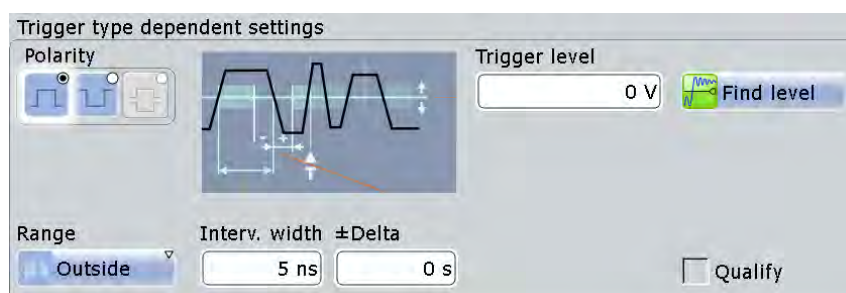 Trigger type dependent settings
Polarity
Trigger level
0 V
Find level
Range
Interv. width ±Delta
Outside
5 ns
0 s
Qualify